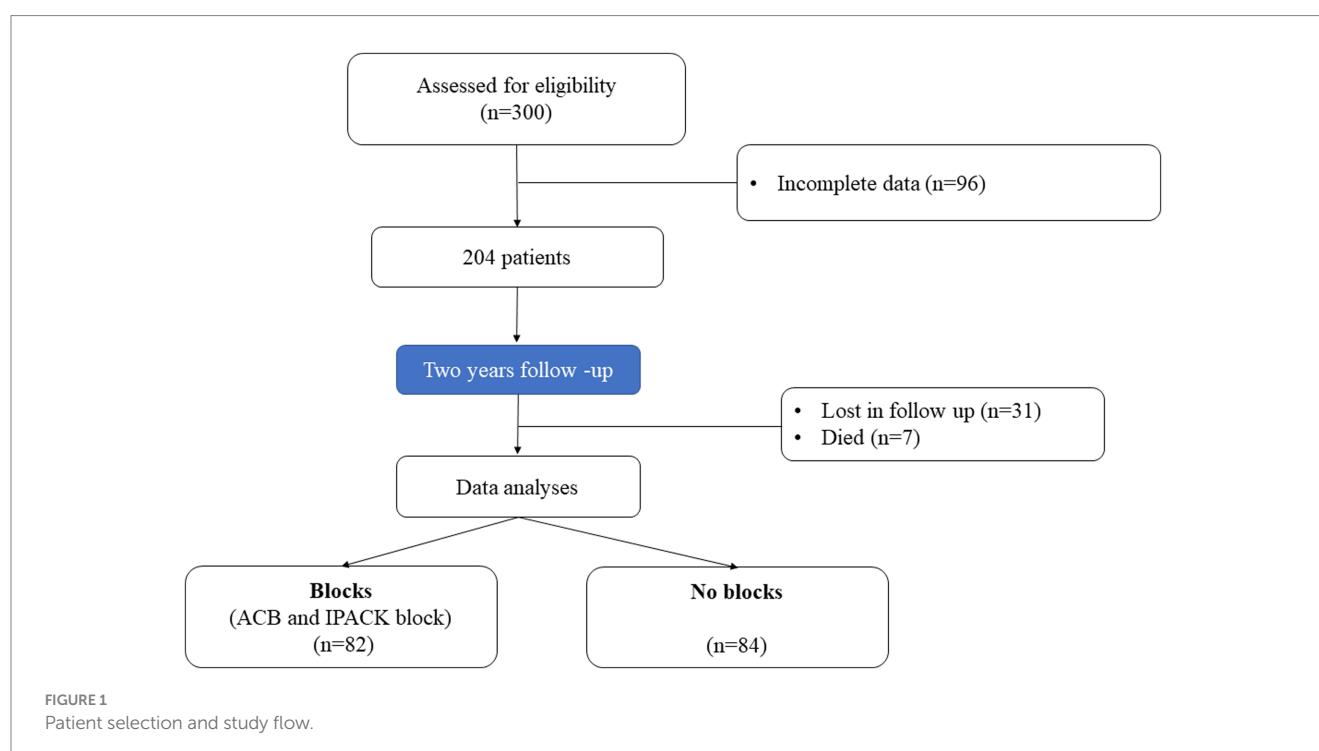 Assessed for eligibility
(n=300)
• Incomplete data (n=96)
204 patients
Two years follow -up
• Lost in follow up (n=31)
• Died (n=7)
Data analyses
Blocks
(ACB and IPACK block)
(n=82)
No blocks
(n=84)
FIGURE 1
Patient selection and study flow.